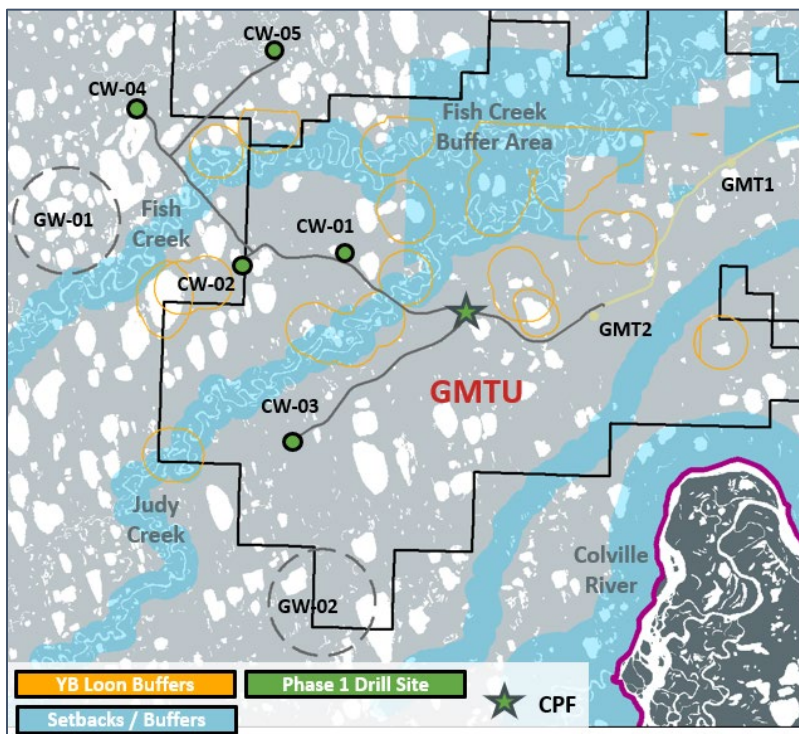 CW-05
CW-04
Fish Creek
Buffer Area
GMT1
GW-01
Fish
Creek
CW-01
CW-02
GMT2
GMTU
CW-03
Judy
Creek
Colville
River
GW-02
YB Loon Buffers
Phase 1 Drill Site
CPF
Setbacks / Buffers